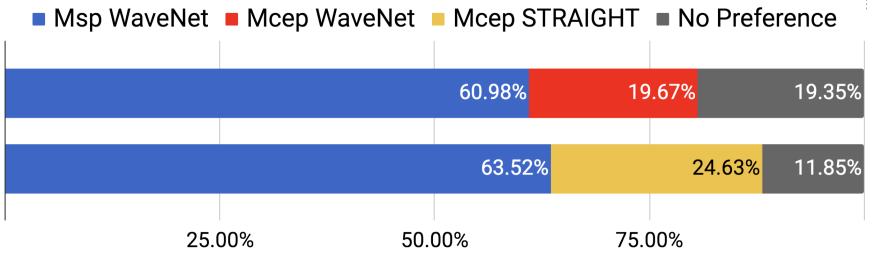 Msp WaveNet Mcep WaveNet Mcep STRAIGHT No Preference
60.98% 19.67% 19.35%
63.52% 24.63% 11.85%
25.00% 50.00% 75.00%